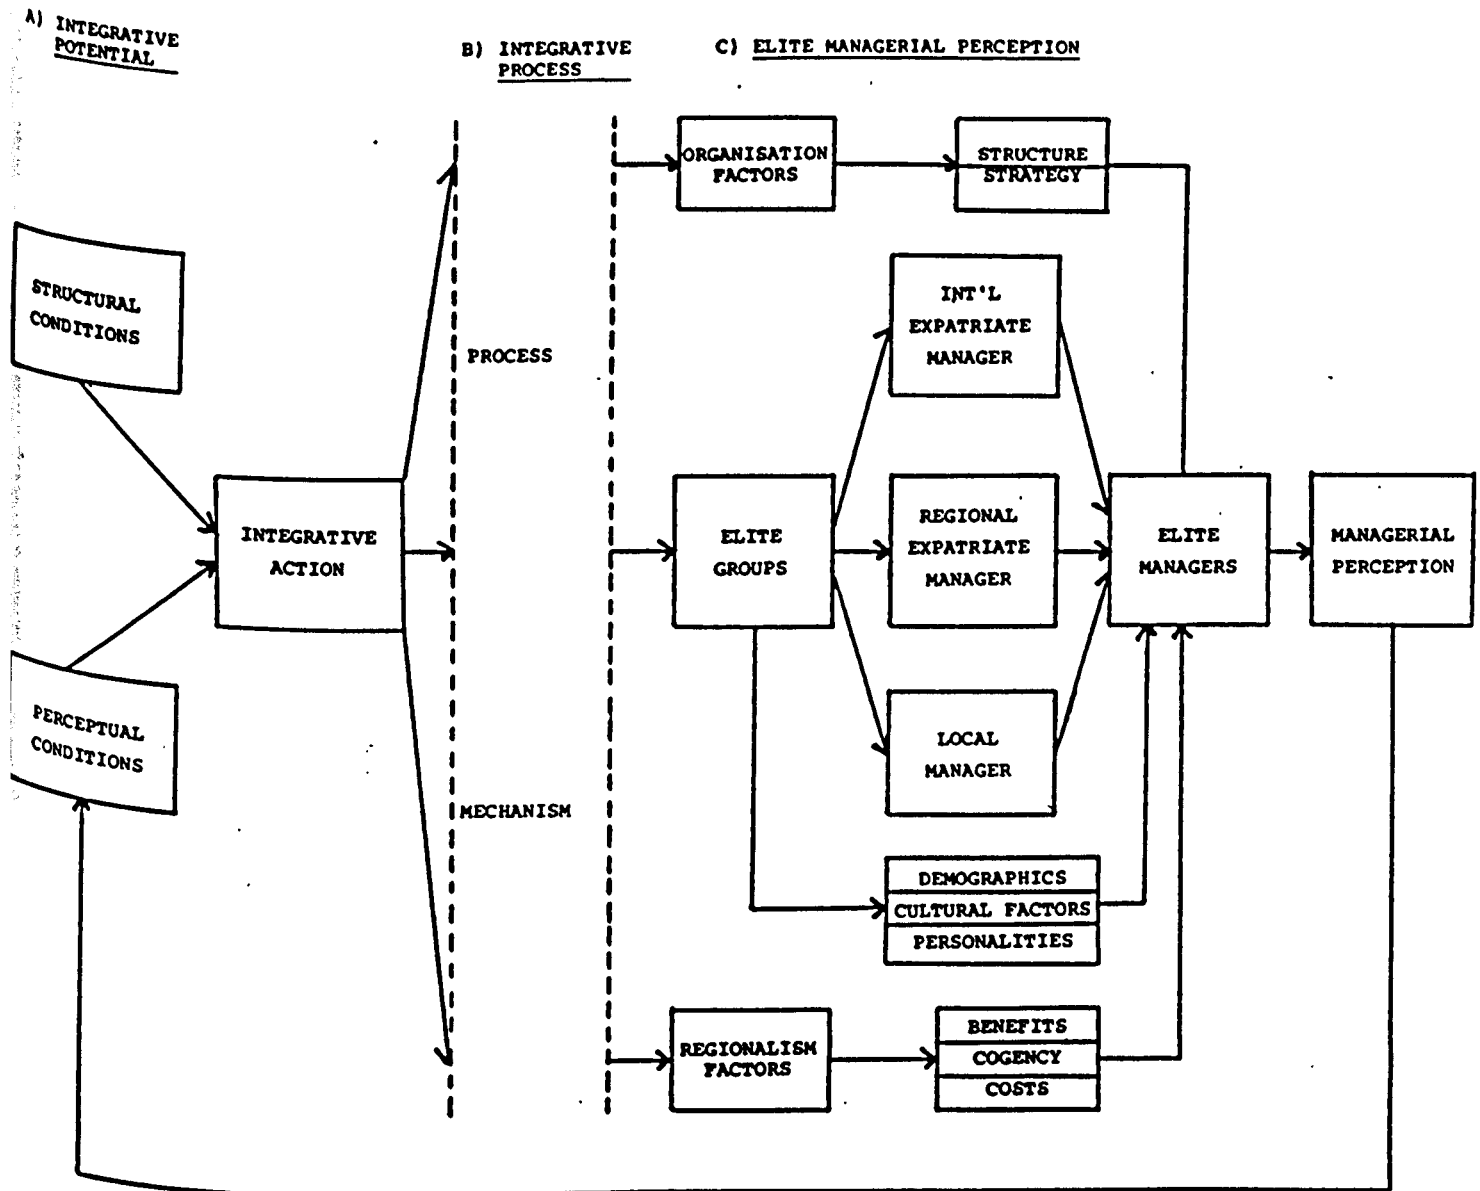 A) INTEGRATIVE
POTENTIAL
B) INTEGRATIVE
PROCESS
C) ELITE MANAGERIAL PERCEPTION
STRUCTURAL
CONDITIONS
PERCEPTUAL
CONDITIONS
INTEGRATIVE
ACTION
PROCESS
MECHANISM
ORGANISATION
FACTORS
STRUCTURE
STRATEGY
INT'L
EXPATRIATE
MANAGER
ELITE
GROUPS
REGIONAL
EXPATRIATE
MANAGER
ELITE
MANAGERS
MANAGERIAL
PERCEPTION
LOCAL
MANAGER
DEMOGRAPHICS
CULTURAL FACTORS
PERSONALITIES
REGIONALISM
FACTORS
BENEFITS
COGENCY
COSTS